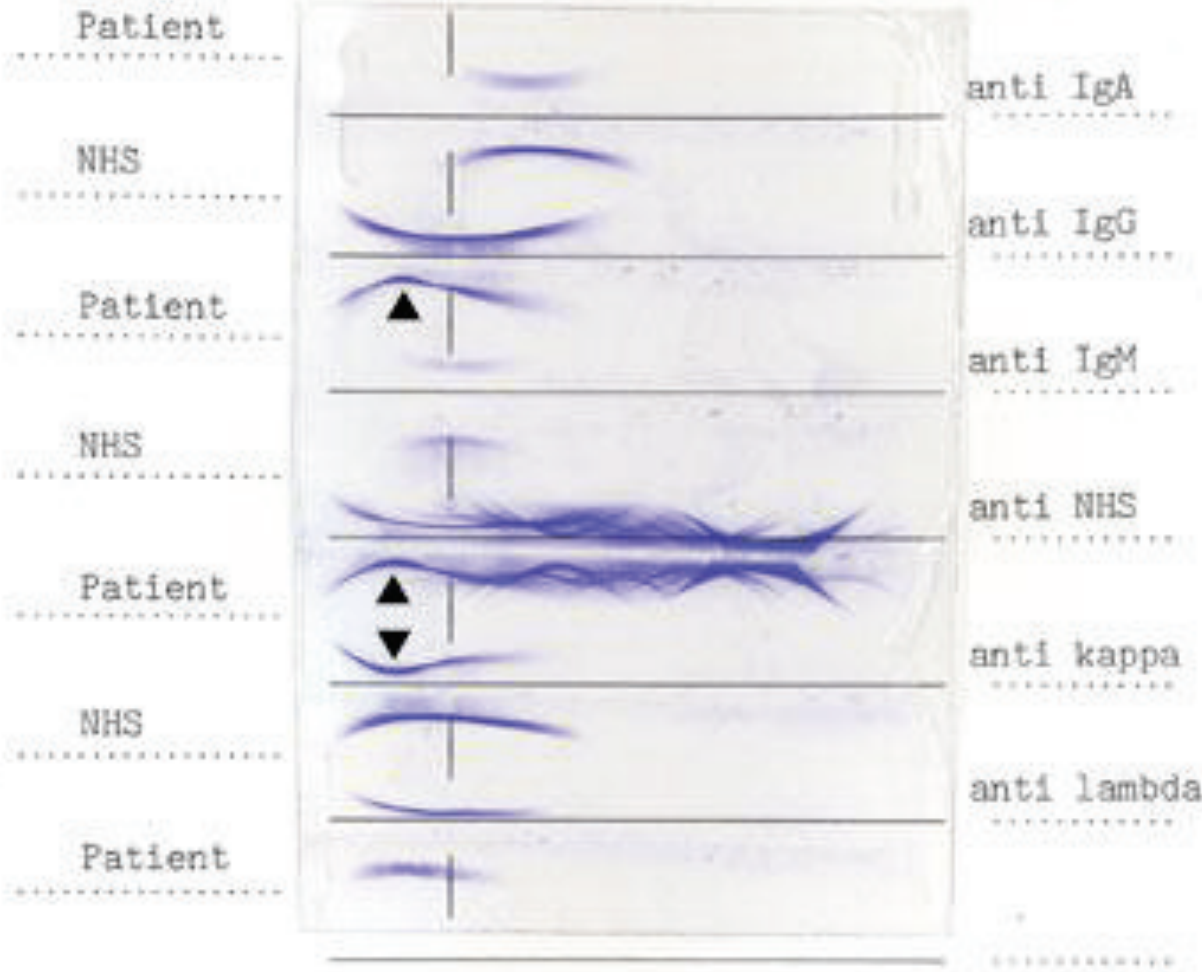 Patient
anti IgA
NHS
anti IgG
Patient
anti IgM
NHS
anti NHS
Patient
anti kappa
NHS
anti lambda
Patient